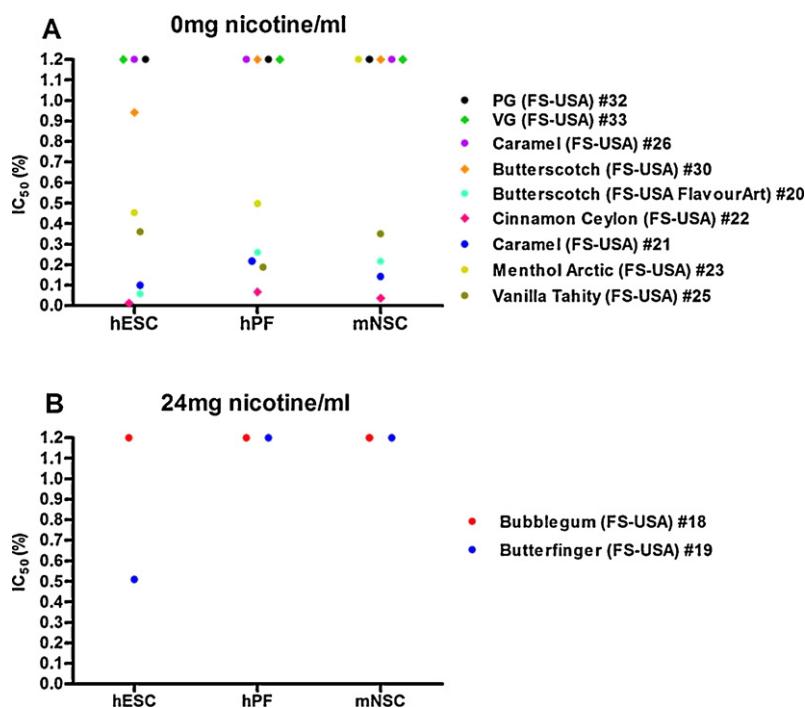 A
0mg nicotine/ml
IC50 (%)
1.2
1.1
1.0
0.9
0.8
0.7
0.6
0.5
0.4
0.3
0.2
0.1
0.0
hESC
hPF
mNSC
PG (FS-USA) #32
VG (FS-USA) #33
Caramel (FS-USA) #26
Butterscotch (FS-USA) #30
Butterscotch (FS-USA FlavourArt) #20
Cinnamon Ceylon (FS-USA) #22
Caramel (FS-USA) #21
Menthol Arctic (FS-USA) #23
Vanilla Tahity (FS-USA) #25
B
24mg nicotine/ml
IC50 (%)
1.2
1.1
1.0
0.9
0.8
0.7
0.6
0.5
0.4
0.3
0.2
0.1
0.0
hESC
hPF
mNSC
Bubblegum (FS-USA) #18
Butterfinger (FS-USA) #19